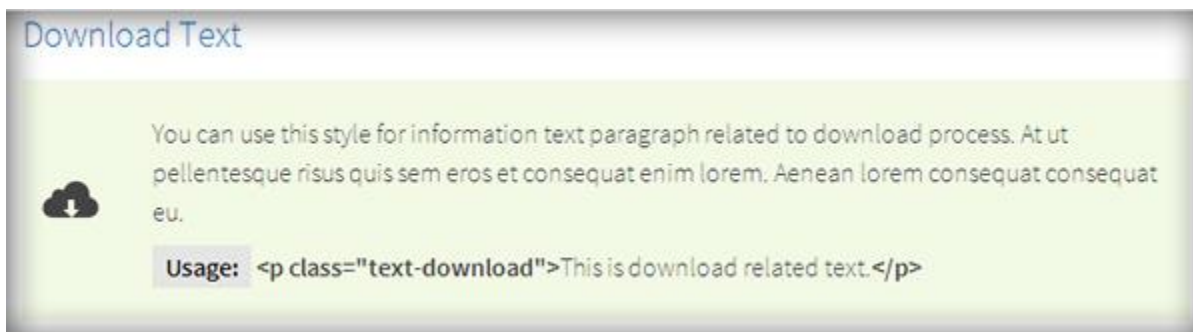 Download Text
You can use this style for information text paragraph related to download process. At ut
pellentesque risus quis sem eros et consequat enim lorem. Aenean lorem consequat consequat
eu.
Usage: <p class="text-download">This is download related text.</p>